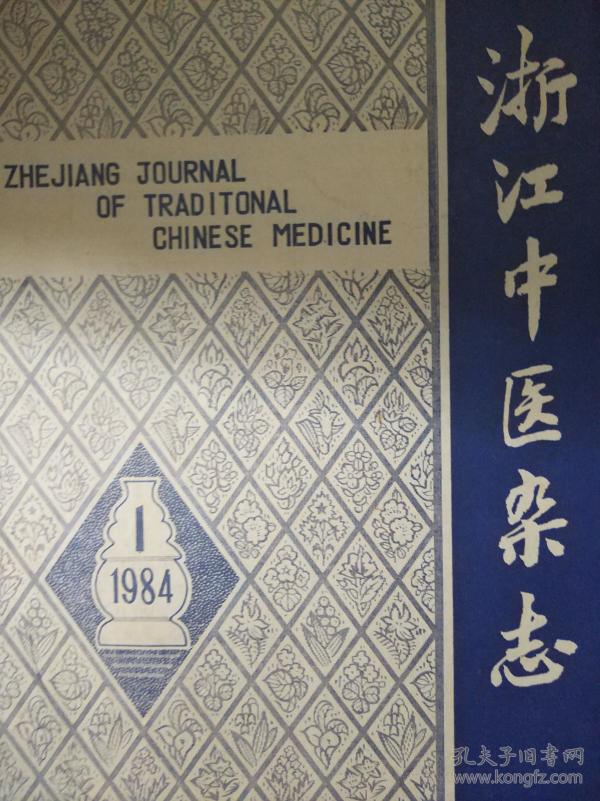 ZHEJIANG JOURNAL
OF TRADITONAL
CHINESE MEDICINE
浙江中医杂志
1
1984
孔夫子旧书网
www.kongfz.com